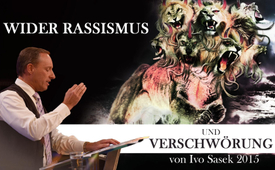 WIDER RASSISMUS
UND
VERSCHWÖRUNG
von Ivo Sasek 2015